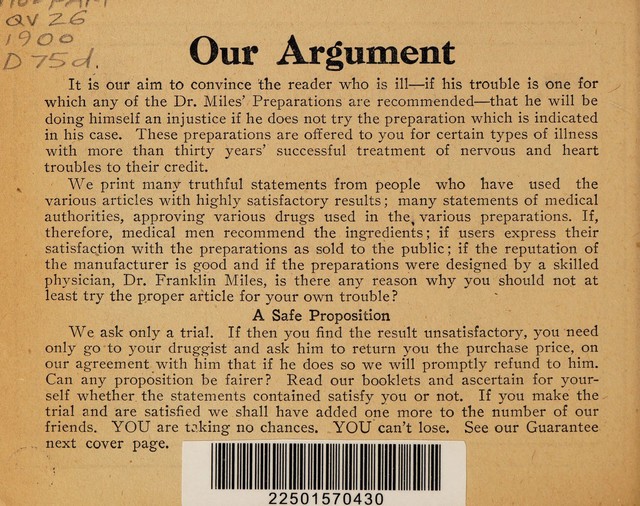 QV 26
1900
D 75d.
Our Argument
It is our aim to convince the reader who is ill—if his trouble is one for
which any of the Dr. Miles' Preparations are recommended—that he will be
doing himself an injustice if he does not try the preparation which is indicated
in his case. These preparations are offered to you for certain types of illness
with more than thirty years' successful treatment of nervous and heart
troubles to their credit.
We print many truthful statements from people who have used the
various articles with highly satisfactory results; many statements of medical
authorities, approving various drugs used in the various preparations. If,
therefore, medical men recommend the ingredients; if users express their
satisfaction with the preparations as sold to the public; if the reputation of
the manufacturer is good and if the preparations were designed by a skilled
physician, Dr. Franklin Miles, is there any reason why you should not at
least try the proper article for your own trouble?
A Safe Proposition
We ask only a trial. If then you find the result unsatisfactory, you need
only go to your druggist and ask him to return you the purchase price, on
our agreement with him that if he does so we will promptly refund to him.
Can any proposition be fairer? Read our booklets and ascertain for your-
self whether the statements contained satisfy you or not. If you make the
trial and are satisfied we shall have added one more to the number of our
friends. YOU are taking no chances. YOU can't lose. See our Guarantee
next cover page.
22501570430